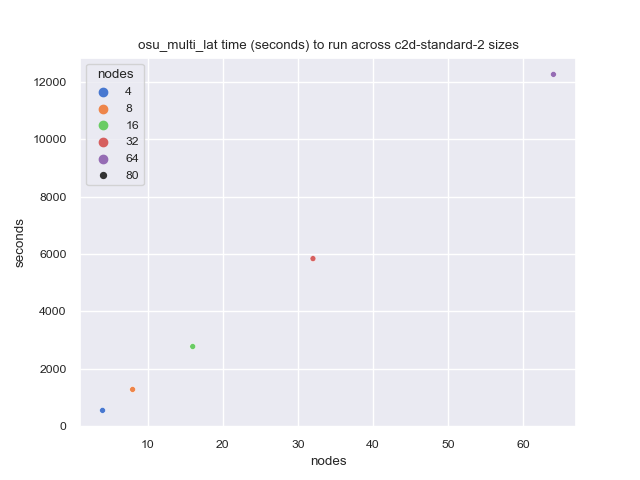 osu_multi_lat time (seconds) to run across c2d-standard-2 sizes
nodes
4
8
16
32
64
80
12000
10000
8000
6000
4000
2000
0
seconds
10 20 30 40 50 60
nodes